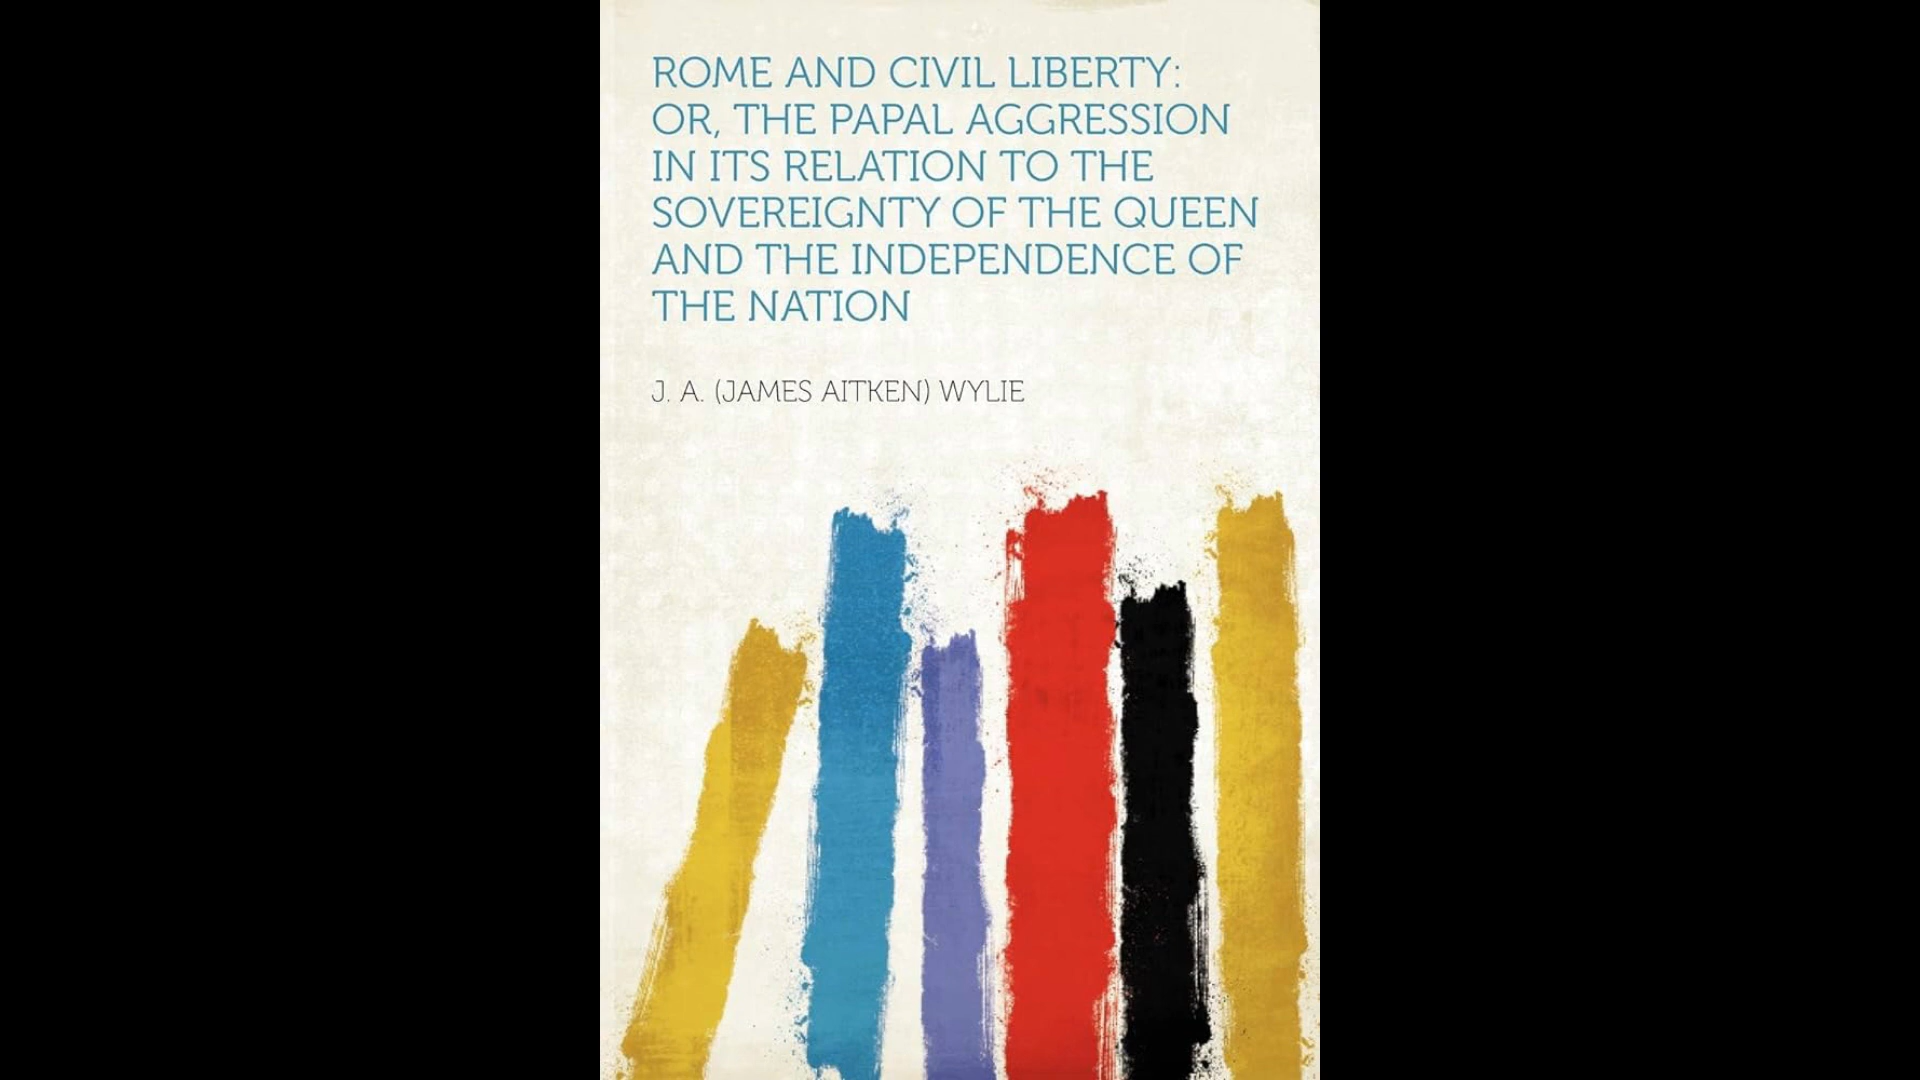 ROME AND CIVIL LIBERTY:
OR, THE PAPAL AGGRESSION
IN ITS RELATION TO THE
SOVEREIGNTY OF THE QUEEN
AND THE INDEPENDENCE OF
THE NATION
J. A. (JAMES AITKEN) WYLIE